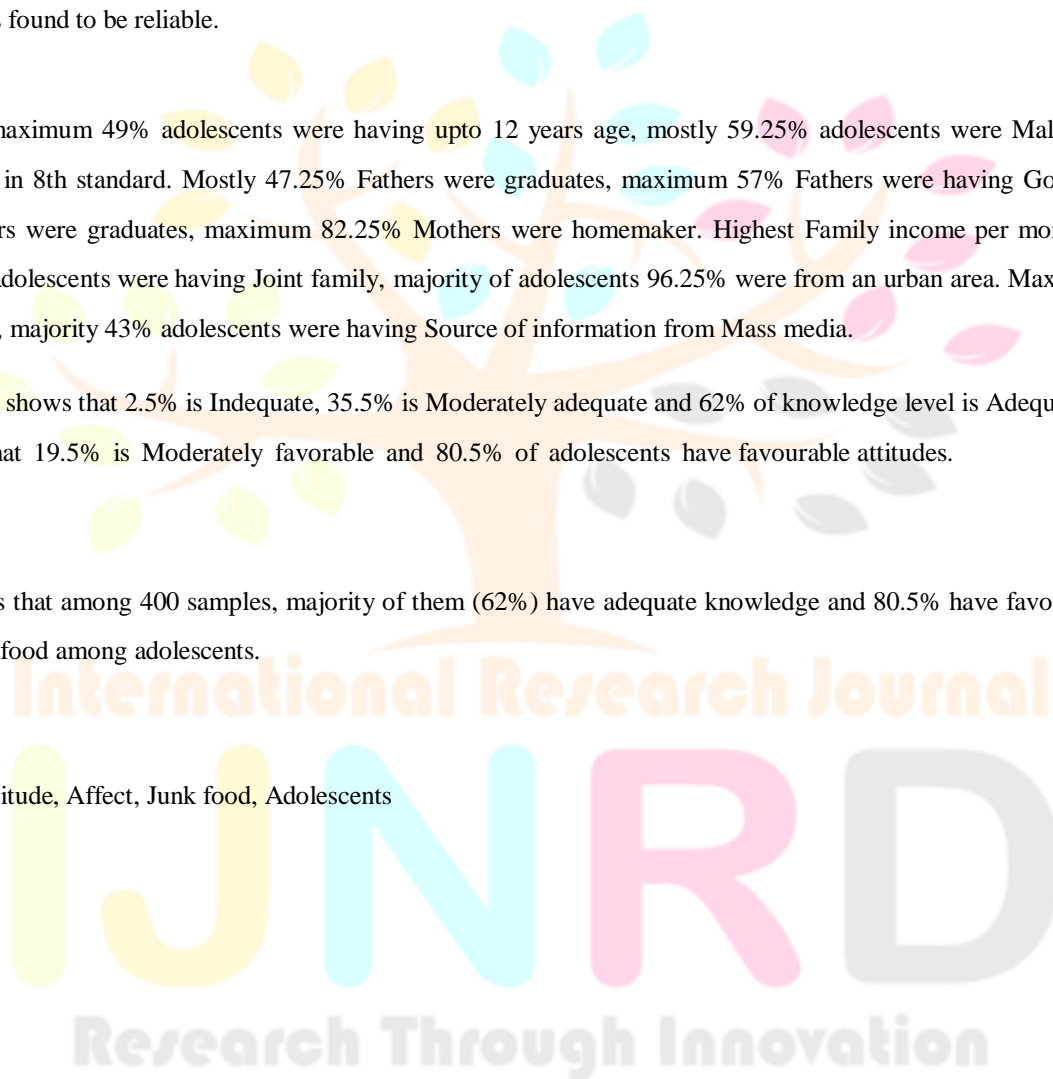 s found to be reliable.
maximum 49% adolescents were having upto 12 years age, mostly 59.25% adolescents were Mal
in 8th standard. Mostly 47.25% Fathers were graduates, maximum 57% Fathers were having Go
rs were graduates, maximum 82.25% Mothers were homemaker. Highest Family income per mo
adolescents were having Joint family, majority of adolescents 96.25% were from an urban area. Max
, majority 43% adolescents were having Source of information from Mass media.
shows that 2.5% is Indequate, 35.5% is Moderately adequate and 62% of knowledge level is Adequ
hat 19.5% is Moderately favorable and 80.5% of adolescents have favourable attitudes.
s that among 400 samples, majority of them (62%) have adequate knowledge and 80.5% have favo
food among adolescents.
International Research Journal
itude, Affect, Junk food, Adolescents
IJNRD
Research Through Innovation